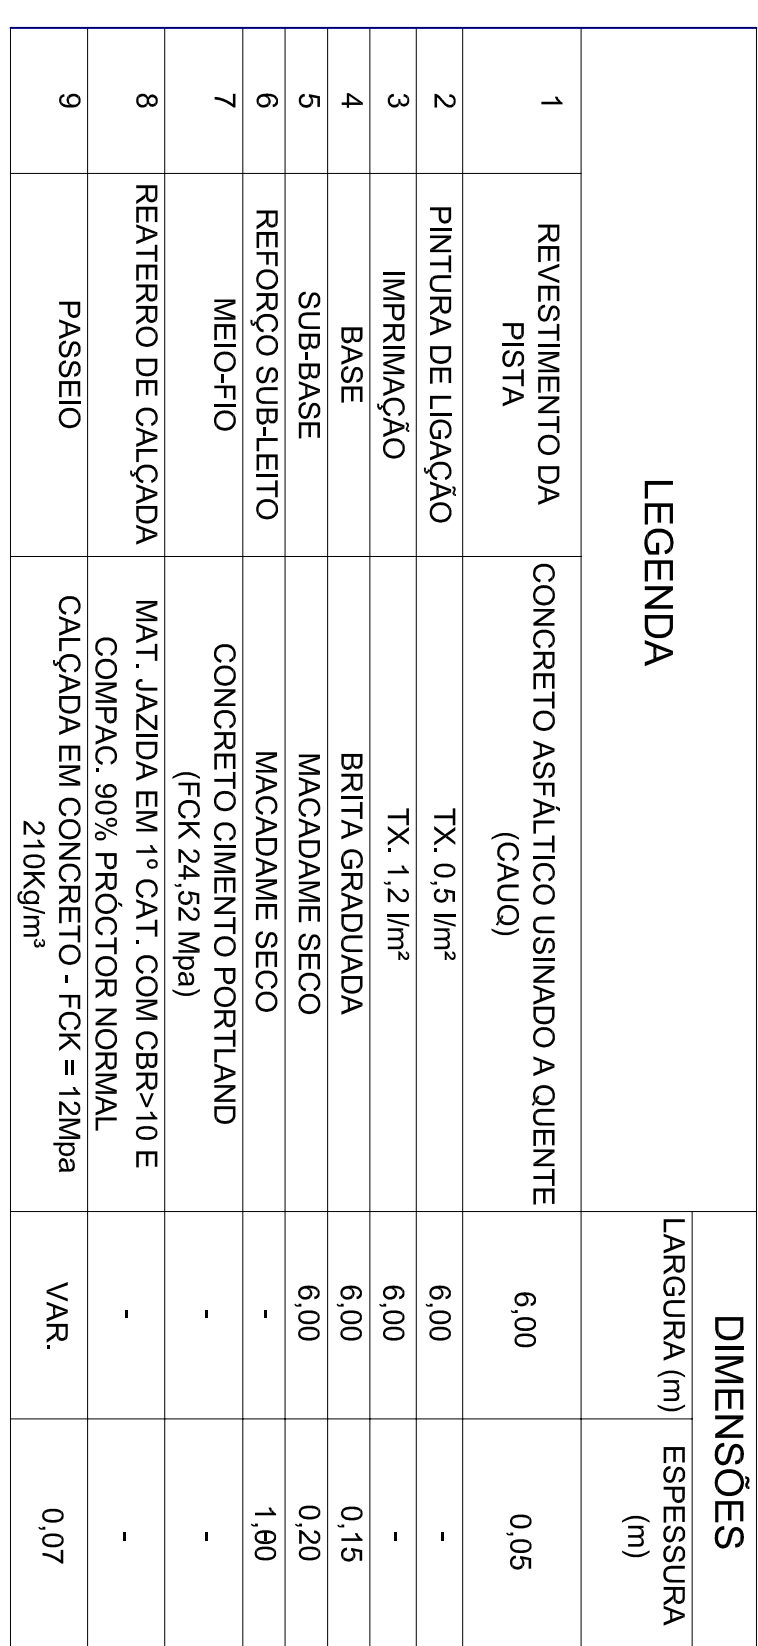 LEGENDA
DIMENSÕES
LARGURA (m)
ESPESSURA
(m)
1
REVESTIMENTO DA
PISTA
CONCRETO ASFÁLTICO USINADO A QUENTE
(CAUQ)
6,00
0,05
2
PINTURA DE LIGAÇÃO
TX. 0,5 l/m²
6,00
-
3
IMPRIMAÇÃO
TX. 1,2 l/m²
6,00
-
4
BASE
BRITA GRADUADA
6,00
0,15
5
SUB-BASE
MACADAME SECO
6,00
0,20
6
REFORÇO SUB-LEITO
MACADAME SECO
-
7
MEIO-FIO
CONCRETO CIMENTO PORTLAND
(FCK 24,52 Mpa)
-
-
8
REATERRO DE CALÇADA
MAT. JAZIDA EM 1º CAT. COM CBR>10 E
COMPAC. 90% PRÓCTOR NORMAL
-
-
9
PASSEIO
CALÇADA EM CONCRETO - FCK = 12Mpa
210Kg/m³
VAR.
0,07